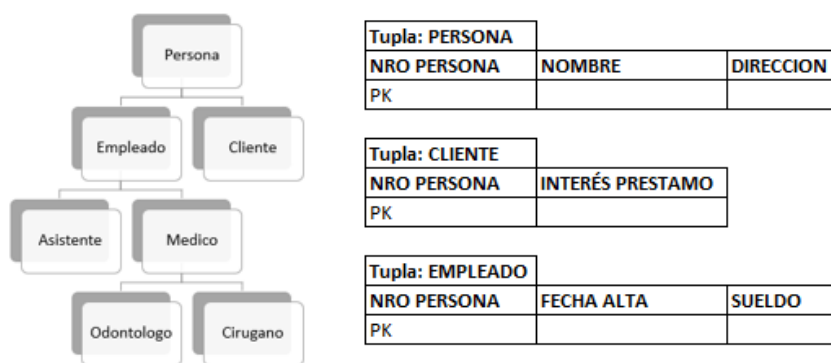 Persona
Empleado
Cliente
Asistente
Medico
Odontologo
Cirugano
Tupla: PERSONA
NRO PERSONA NOMBRE DIRECCION
PK
Tupla: CLIENTE
NRO PERSONA INTERÉS PRESTAMO
PK
Tupla: EMPLEADO
NRO PERSONA FECHA ALTA SUELDO
PK